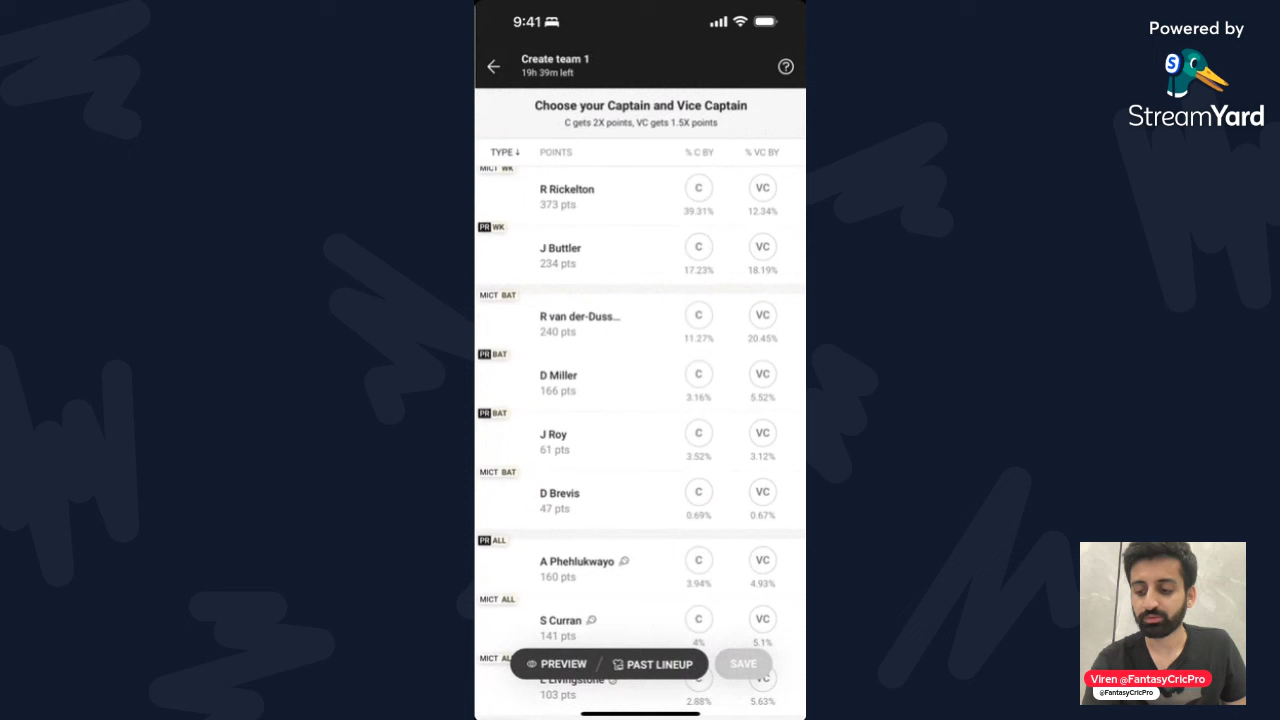 9:41
Create team 1
19h 39m left
Choose your Captain and Vice Captain
C gets 2X points, VC gets 1.5X points
TYPE POINTS % C BY % VC BY
MICT WK
R Rickelton C VC
373 pts 39.31% 12.34%
PR WK
J Buttler C VC
234 pts 17.23% 18.19%
MICT BAT
R van der-Duss... C VC
240 pts 11.27% 20.45%
PR BAT
D Miller C VC
166 pts 3.16% 5.52%
PR BAT
J Roy C VC
61 pts 3.52% 3.12%
MICT BAT
D Brevis C VC
47 pts 0.69% 0.67%
PR ALL
A Phehlukwayo C VC
160 pts 3.94% 4.93%
MICT ALL
S Curran C VC
141 pts 4% 5.1%
MICT
PREVIEW / PAST LINEUP SAVE
L Livingstone C VC
103 pts 2.88% 5.63%
Powered by
S
StreamYard
Viren @FantasyCricPro
@FantasyCricPro